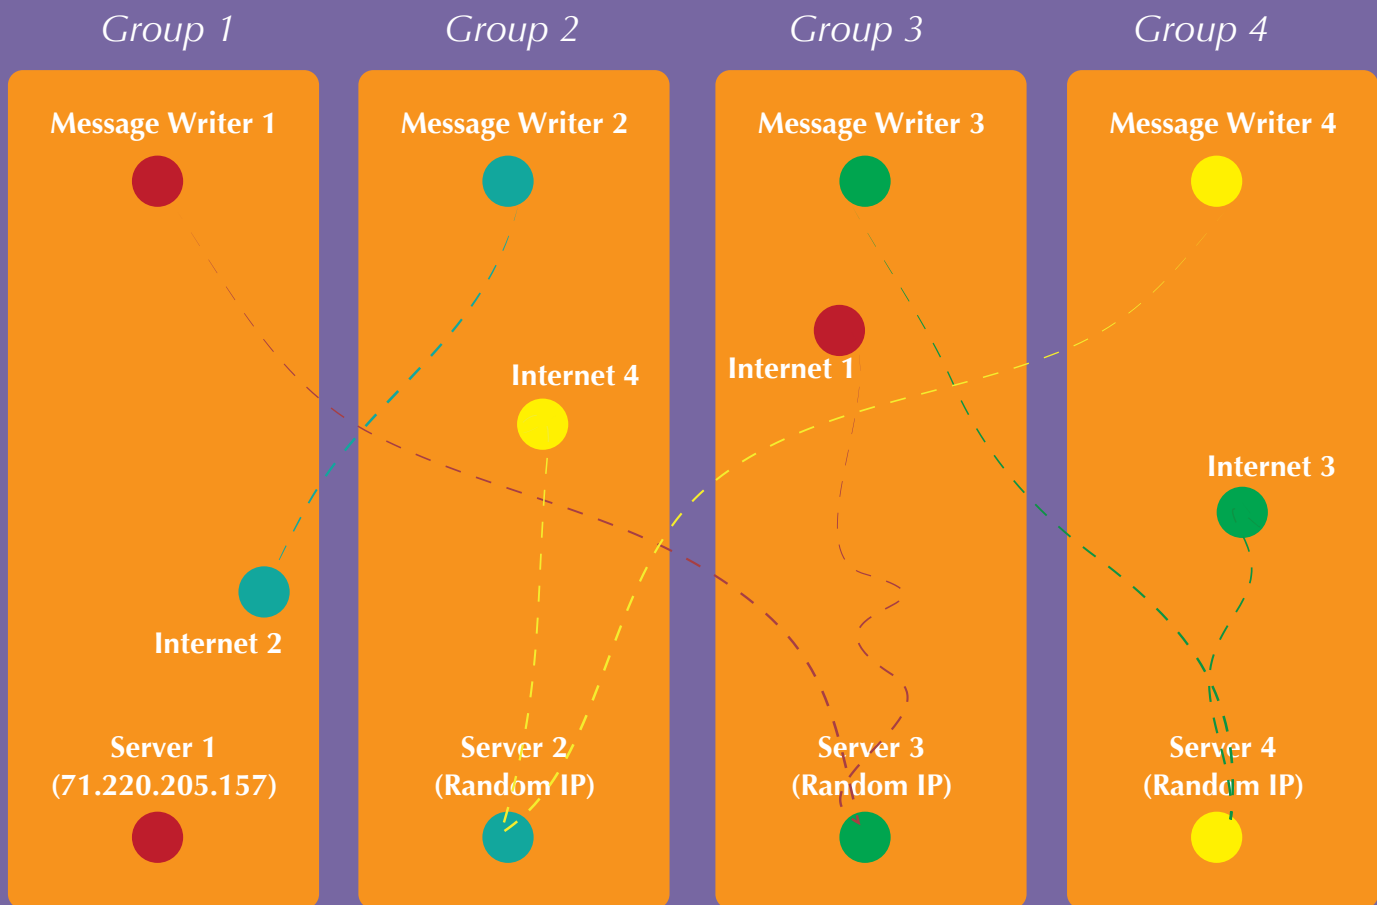 Group 1
Group 2
Group 3
Group 4
Message Writer 1
Message Writer 2
Message Writer 3
Message Writer 4
Internet 1
Internet 4
Internet 3
Internet 2
Server 1
(71.220.205.157)
Server 2
(Random IP)
Server 3
(Random IP)
Server 4
(Random IP)